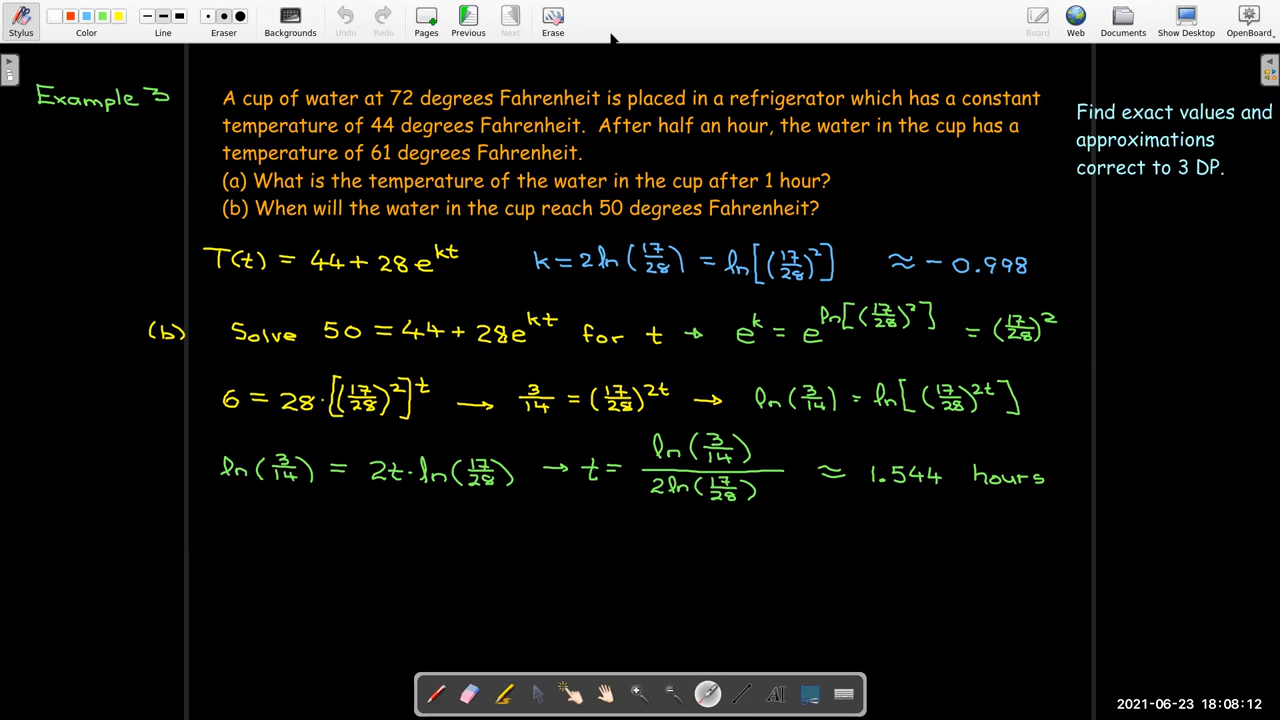 Stylus Color Line Eraser Backgrounds Undo Redo Pages Previous Next Erase Board Web Documents Show Desktop OpenBoard
Example 3
A cup of water at 72 degrees Fahrenheit is placed in a refrigerator which has a constant
temperature of 44 degrees Fahrenheit. After half an hour, the water in the cup has a
temperature of 61 degrees Fahrenheit.
(a) What is the temperature of the water in the cup after 1 hour?
(b) When will the water in the cup reach 50 degrees Fahrenheit?
Find exact values and
approximations
correct to 3 DP.
T(t) = 44 + 28e^{kt} k = 2 ln(17/28) = ln[(17/28)^2] ≈ -0.998
(b) Solve 50 = 44 + 28e^{kt} for t → e^k = e^{ln[(17/28)^2]} = (17/28)^2
6 = 28·[(17/28)^2]^t → 3/14 = (17/28)^{2t} → ln(3/14) = ln[(17/28)^{2t}]
ln(3/14) = 2t·ln(17/28) → t = ln(3/14) / 2ln(17/28) ≈ 1.544 hours
AI
2021-06-23 18:08:12